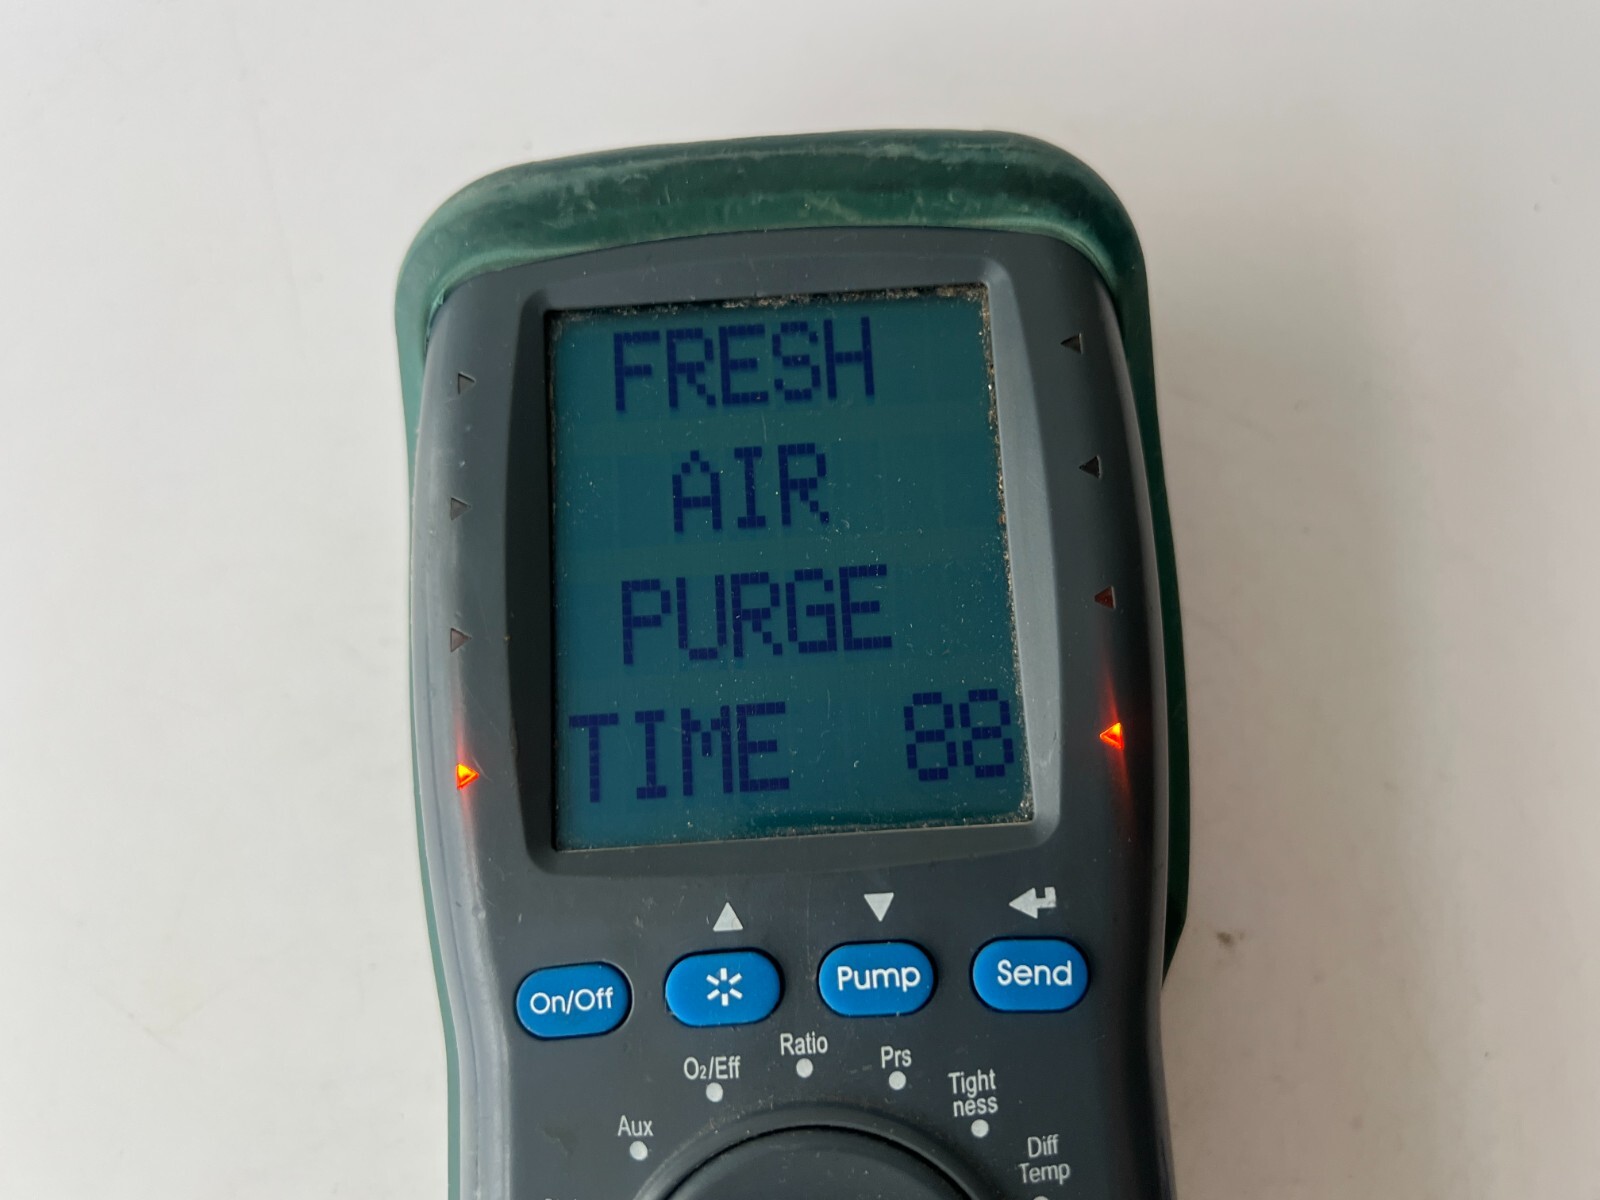 FRESH
AIR
PURGE
TIME 88
On/Off
Pump
Send
Ratio
O₂/Eff
Prs
Tight
ness
Aux
Diff
Temp